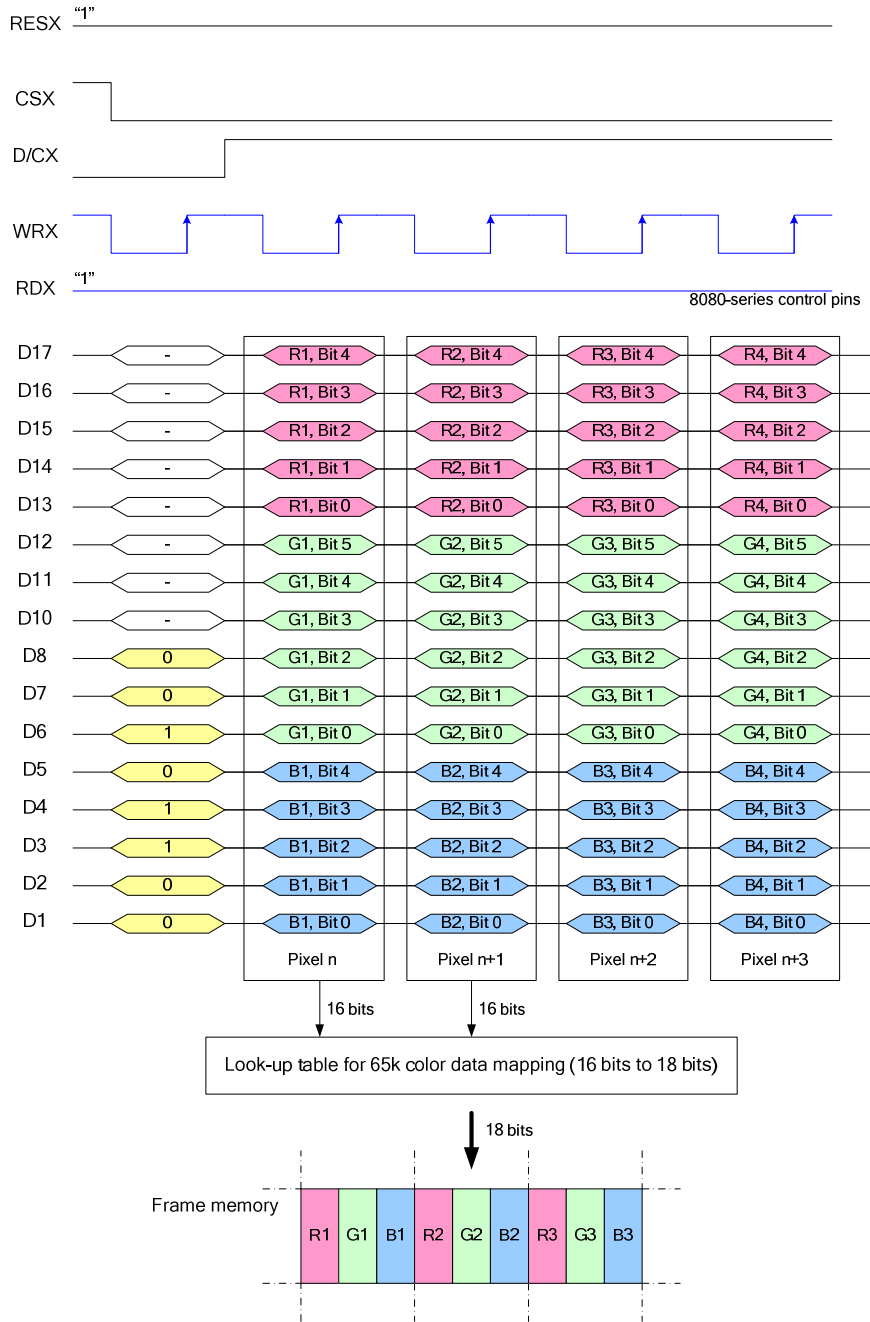 RESX “1”
CSX
D/CX
WRX
RDX “1”
8080-series control pins
D17 - R1, Bit 4 R2, Bit 4 R3, Bit 4 R4, Bit 4
D16 - R1, Bit 3 R2, Bit 3 R3, Bit 3 R4, Bit 3
D15 - R1, Bit 2 R2, Bit 2 R3, Bit 2 R4, Bit 2
D14 - R1, Bit 1 R2, Bit 1 R3, Bit 1 R4, Bit 1
D13 - R1, Bit 0 R2, Bit 0 R3, Bit 0 R4, Bit 0
D12 - G1, Bit 5 G2, Bit 5 G3, Bit 5 G4, Bit 5
D11 - G1, Bit 4 G2, Bit 4 G3, Bit 4 G4, Bit 4
D10 - G1, Bit 3 G2, Bit 3 G3, Bit 3 G4, Bit 3
D8 0 G1, Bit 2 G2, Bit 2 G3, Bit 2 G4, Bit 2
D7 0 G1, Bit 1 G2, Bit 1 G3, Bit 1 G4, Bit 1
D6 1 G1, Bit 0 G2, Bit 0 G3, Bit 0 G4, Bit 0
D5 0 B1, Bit 4 B2, Bit 4 B3, Bit 4 B4, Bit 4
D4 1 B1, Bit 3 B2, Bit 3 B3, Bit 3 B4, Bit 3
D3 1 B1, Bit 2 B2, Bit 2 B3, Bit 2 B4, Bit 2
D2 0 B1, Bit 1 B2, Bit 1 B3, Bit 1 B4, Bit 1
D1 0 B1, Bit 0 B2, Bit 0 B3, Bit 0 B4, Bit 0
Pixel n Pixel n+1 Pixel n+2 Pixel n+3
16 bits 16 bits
Look-up table for 65k color data mapping (16 bits to 18 bits)
18 bits
Frame memory
R1 G1 B1 R2 G2 B2 R3 G3 B3